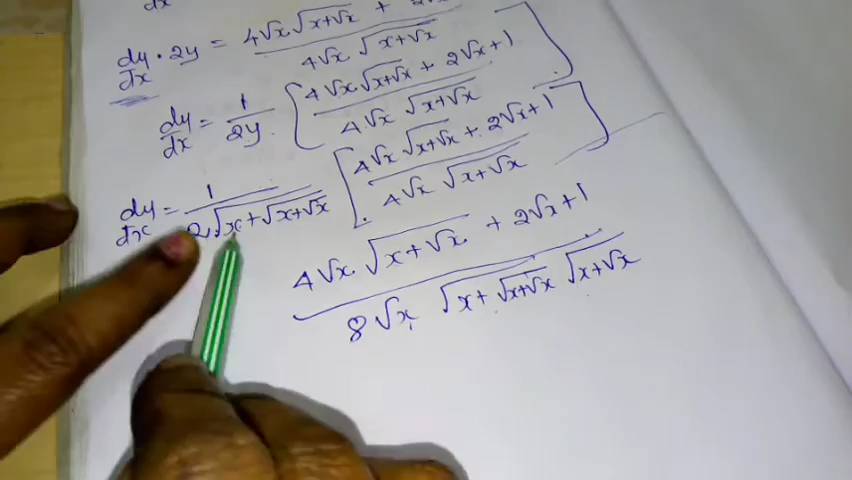 dx
dy/dx · 2y = (4√x √(x+√x) + 2√x) / (4√x √(x+√x))
dy/dx = 1/2y [(4√x √(x+√x) + 2√x+1) / (4√x √(x+√x))]
dy/dx = 1/(2√(x+√(x+√x))) [(4√x √(x+√x) + 2√x+1) / (4√x √(x+√x))]
(4√x √(x+√x) + 2√x+1) / (8√x √(x+√(x+√x)) √(x+√x))